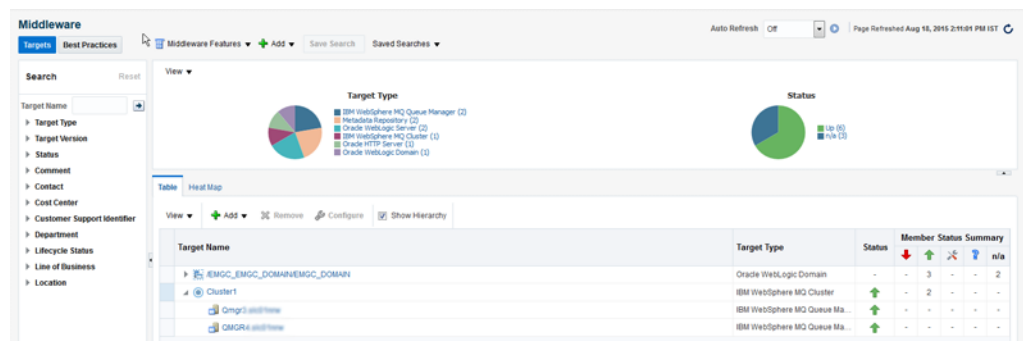 Middleware
Auto Refresh Off Page Refreshed Aug 18, 2015 2:11:01 PM IST
Targets Best Practices Middleware Features Add Save Search Saved Searches
Search Reset
View
Target Name
Target Type
Target Version
Status
Comment
Contact
Cost Center
Customer Support Identifier
Department
Lifecycle Status
Line of Business
Location
Target Type
IBM WebSphere MQ Queue Manager (2)
Metadata Repository (2)
Oracle WebLogic Server (2)
IBM WebSphere MQ Cluster (1)
Oracle HTTP Server (1)
Oracle WebLogic Domain (1)
Status
Up (6)
n/a (3)
Table Heat Map
View Add Remove Configure Show Hierarchy
Target Name Target Type Status Member Status Summary
n/a
/EMGC_EMGC_DOMAIN/EMGC_DOMAIN Oracle WebLogic Domain - - 3 - - 2
Cluster1 IBM WebSphere MQ Cluster - 2 - - -
Qmgr3 IBM WebSphere MQ Queue Ma... - - - - -
QMGR4 IBM WebSphere MQ Queue Ma... - - - - -